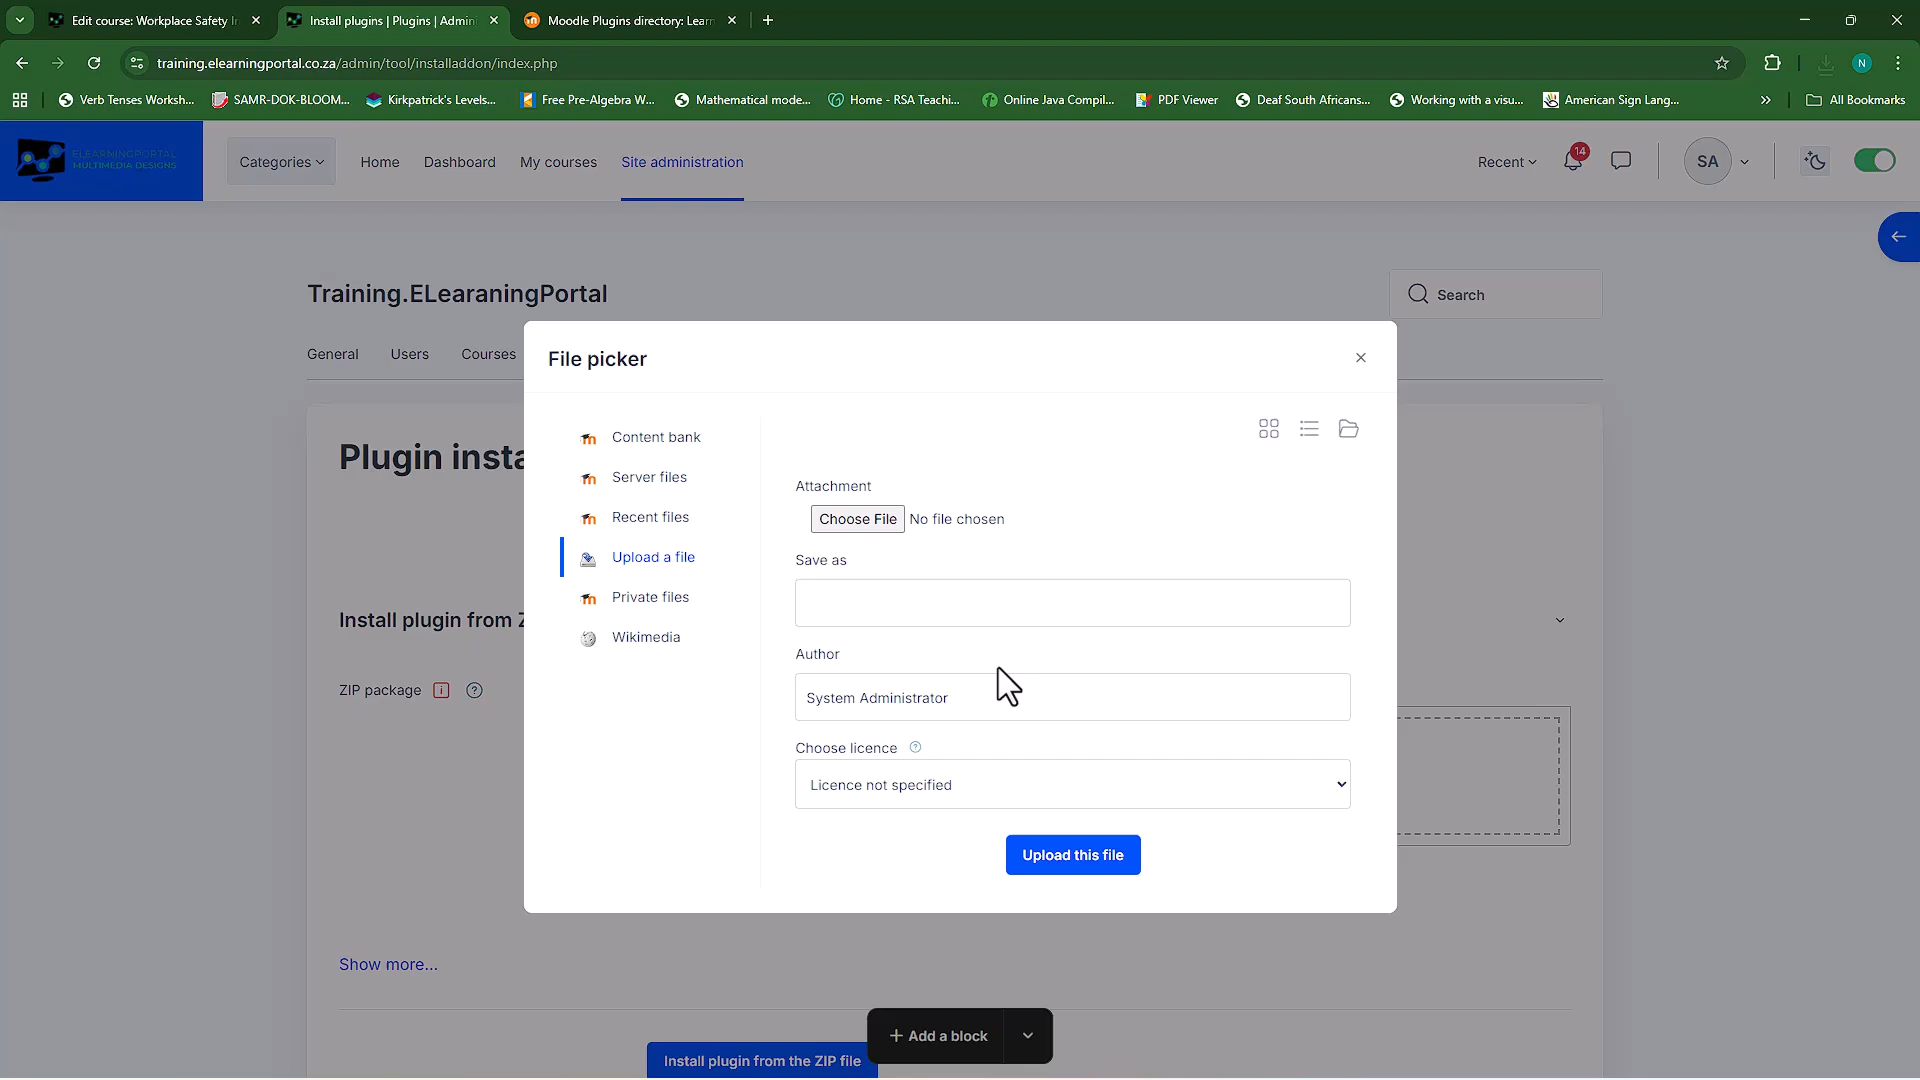 Edit course: Workplace Safety In
Install plugins | Plugins | Admin
Moodle Plugins directory: Learn
training.elearningportal.co.za/admin/tool/installaddon/index.php
N
Verb Tenses Worksh...
SAMR-DOK-BLOOM...
Kirkpatrick's Levels...
Free Pre-Algebra W...
Mathematical mode...
Home - RSA Teachi...
Online Java Compil...
PDF Viewer
Deaf South Africans...
Working with a visu...
American Sign Lang...
All Bookmarks
ELEARNINGPORTAL
MULTIMEDIA DESIGNS
Categories
Home
Dashboard
My courses
Site administration
Recent
14
SA
Training.ELearaningPortal
Search
General
Users
Courses
File picker
Plugin insta
Content bank
Server files
Recent files
Upload a file
Private files
Wikimedia
Attachment
Choose File No file chosen
Save as
Author
System Administrator
Choose licence
Licence not specified
Upload this file
Install plugin from Z
ZIP package
Show more...
Add a block
Install plugin from the ZIP file